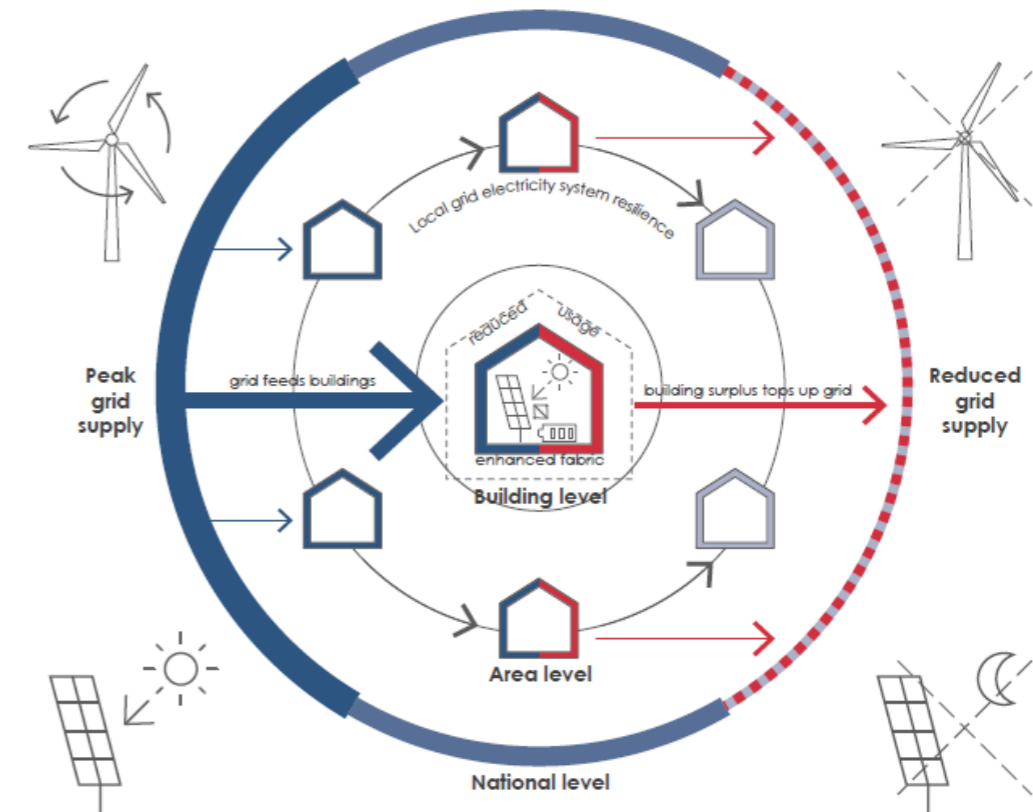 Local grid electricity system resilience
reduced usage
Peak
grid
supply
grid feeds buildings
building surplus tops up grid
Reduced
grid
supply
enhanced fabric
Building level
Area level
National level